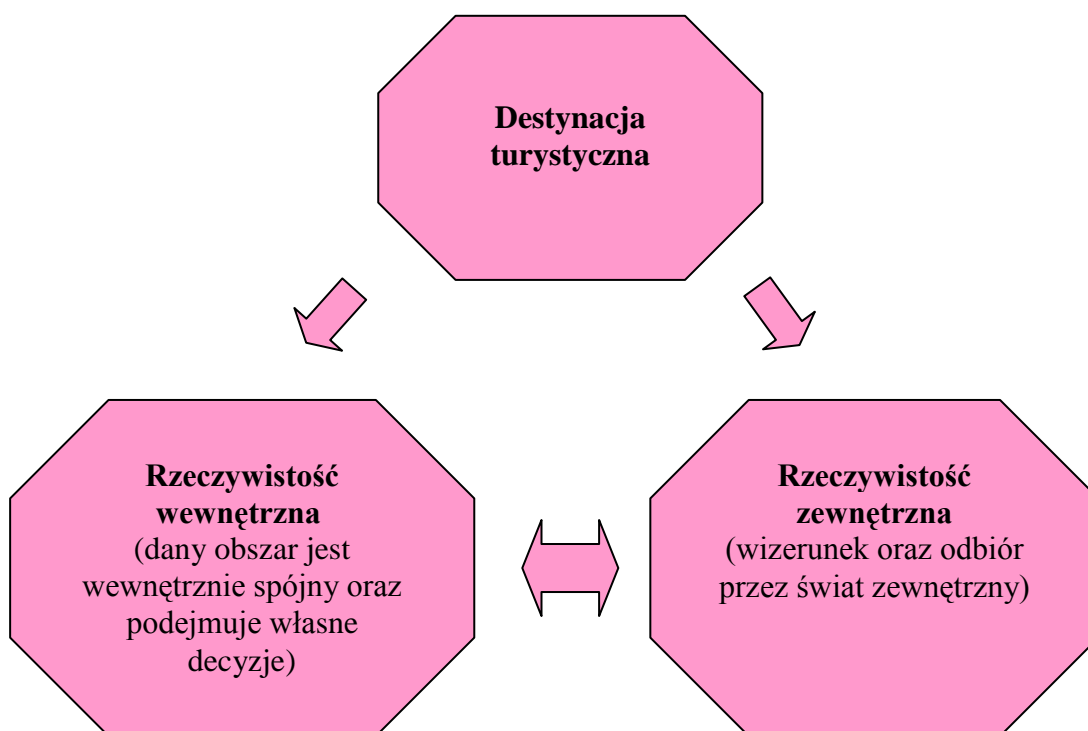 Destynacja
turystyczna
Rzeczywistość
wewnętrzna
(dany obszar jest
wewnętrznie spójny oraz
podejmuje własne
decyzje)
Rzeczywistość
zewnętrzna
(wizerunek oraz odbiór
przez świat zewnętrzny)